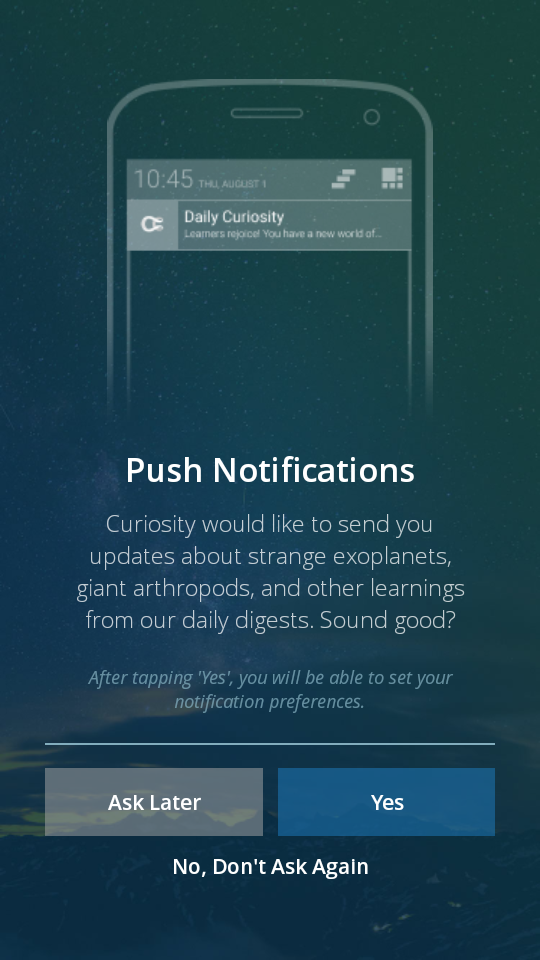 10:45 THU, AUGUST 1
Daily Curiosity
Learners rejoice! You have a new world of...
Push Notifications
Curiosity would like to send you
updates about strange exoplanets,
giant arthropods, and other learnings
from our daily digests. Sound good?
After tapping 'Yes', you will be able to set your
notification preferences.
Ask Later
Yes
No, Don't Ask Again